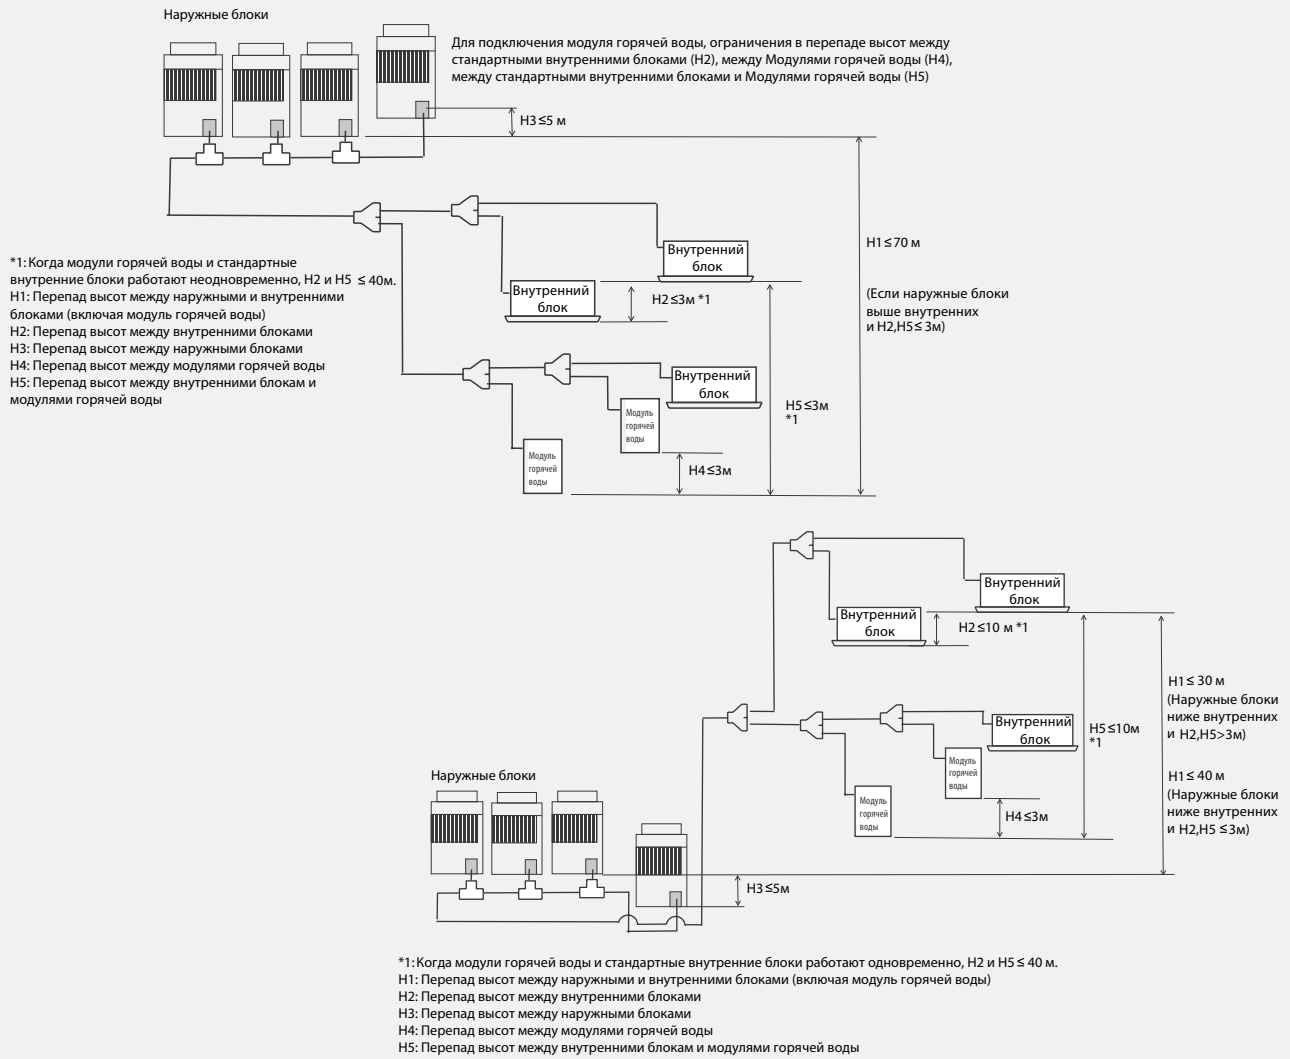 Наружные блоки
Для подключения модуля горячей воды, ограничения в перепаде высот между
стандартными внутренними блоками (H2), между Модулями горячей воды (H4),
между стандартными внутренними блоками и Модулями горячей воды (H5)
H3 ≤5 м
H1 ≤ 70 м
(Если наружные блоки
выше внутренних
и H2,H5≤ 3м)
*1: Когда модули горячей воды и стандартные
внутренние блоки работают неодновременно, H2 и H5 ≤ 40м.
H1: Перепад высот между наружными и внутренними
блоками (включая модуль горячей воды)
H2: Перепад высот между внутренними блоками
H3: Перепад высот между наружными блоками
H4: Перепад высот между модулями горячей воды
H5: Перепад высот между внутренними блокам и
модулями горячей воды
Внутренний
блок
Внутренний
блок
H2 ≤3м *1
Внутренний
блок
Модуль
горячей
воды
Модуль
горячей
воды
H5 ≤3м
*1
H4 ≤3м
Внутренний
блок
Внутренний
блок
H2 ≤10 м *1
H1 ≤ 30 м
(Наружные блоки
ниже внутренних
и H2,H5>3м)
Внутренний
блок
H5 ≤10м
*1
Модуль
горячей
воды
Модуль
горячей
воды
H4 ≤3м
H1 ≤ 40 м
(Наружные блоки
ниже внутренних
и H2,H5 ≤3м)
Наружные блоки
H3 ≤5м
*1: Когда модули горячей воды и стандартные внутренние блоки работают одновременно, H2 и H5 ≤ 40 м.
H1: Перепад высот между наружными и внутренними блоками (включая модуль горячей воды)
H2: Перепад высот между внутренними блоками
H3: Перепад высот между наружными блоками
H4: Перепад высот между модулями горячей воды
H5: Перепад высот между внутренними блокам и модулями горячей воды